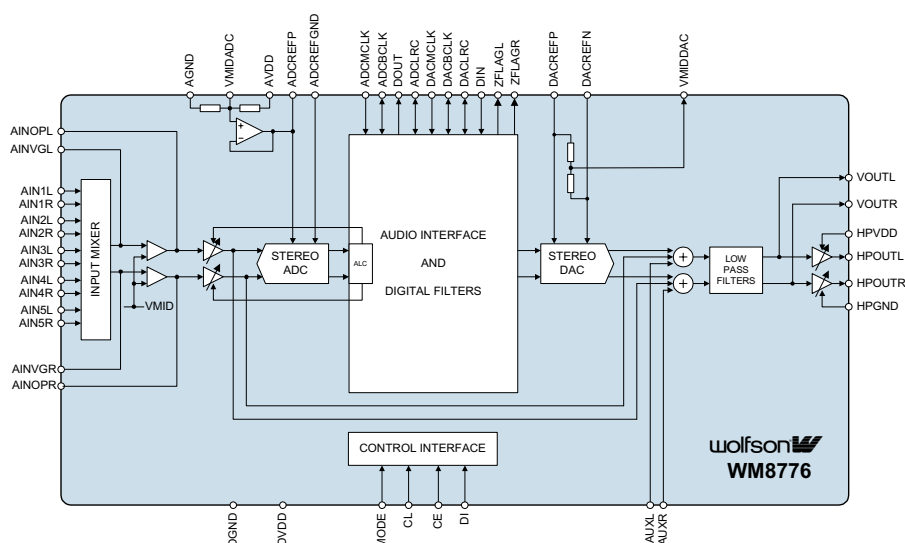 AGND
VMIDADC
AVDD
ADCREFP
ADCREFGND
ADCMCLK
ADCBCLK
DOUT
ADCLRC
DACMCLK
DACBCLK
DACLRC
DIN
ZFLAGL
ZFLAGR
DACREFP
DACREFN
VMIDDAC
AINOPL
AINVGL
AIN1L
AIN1R
AIN2L
AIN2R
AIN3L
AIN3R
AIN4L
AIN4R
AIN5L
AIN5R
AINVGR
AINOPR
INPUT MIXER
+
−
VMID
STEREO
ADC
ALC
AUDIO INTERFACE
AND
DIGITAL FILTERS
STEREO
DAC
+
+
LOW
PASS
FILTERS
VOUTL
VOUTR
HPVDD
HPOUTL
HPOUTR
HPGND
CONTROL INTERFACE
wolfson
WM8776
DGND
DVDD
MODE
CL
CE
DI
AUXL
AUXR